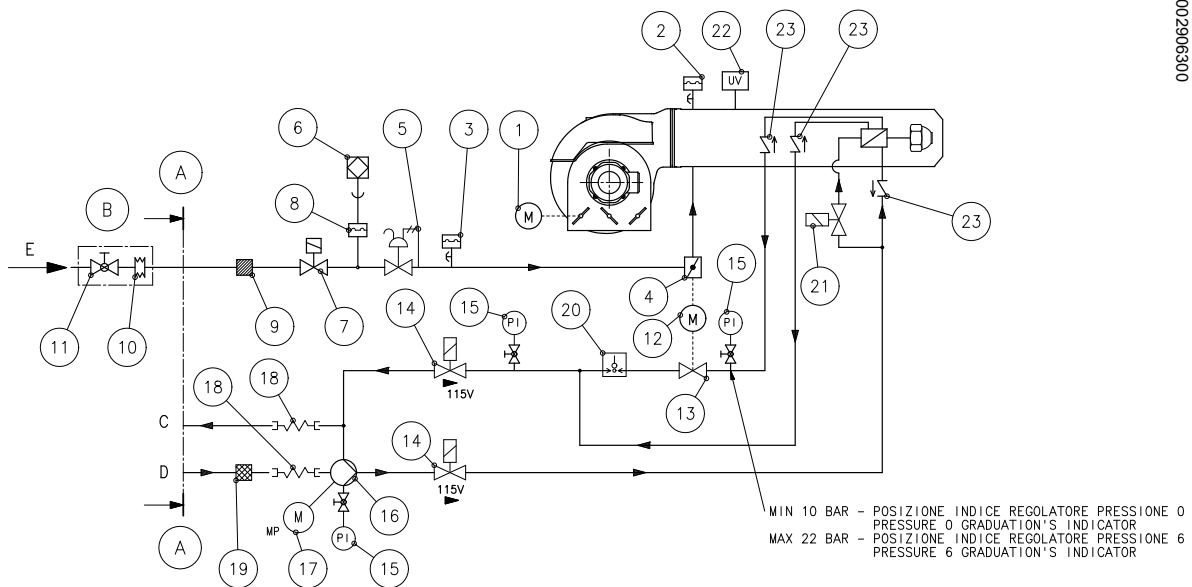 0002906300
2
22
23
23
6
5
3
1
UV
A
M
B
8
E
23
21
4
15
11
10
9
7
14
15
PI
20
12
M
PI
115V
13
18
18
C
14
D
115V
16
MP
M
PI
A
19
17
15
MIN 10 BAR - POSIZIONE INDICE REGOLATORE PRESSIONE 0
PRESSURE 0 GRADUATION'S INDICATOR
MAX 22 BAR - POSIZIONE INDICE REGOLATORE PRESSIONE 6
PRESSURE 6 GRADUATION'S INDICATOR